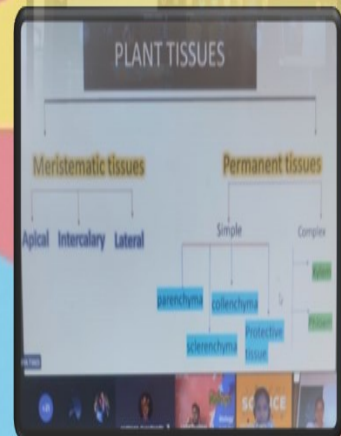 PLANT TISSUES
Meristematic tissues Permanent tissues
Apical Intercalary Lateral
Simple Complex
parenchyma collenchyma
sclerenchyma Protective tissue